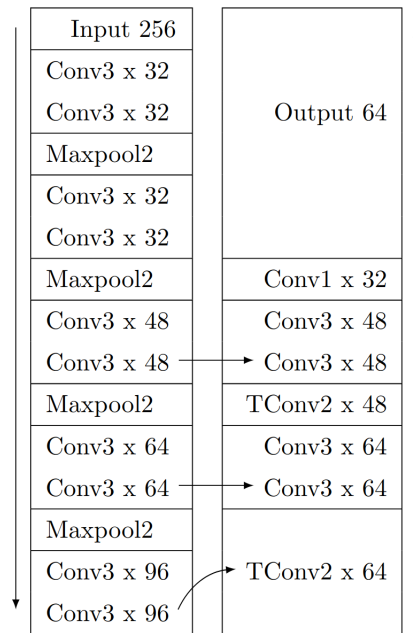 Input 256
Conv3 x 32
Conv3 x 32
Maxpool2
Conv3 x 32
Conv3 x 32
Maxpool2
Conv3 x 48
Conv3 x 48
Maxpool2
Conv3 x 64
Conv3 x 64
Maxpool2
Conv3 x 96
Conv3 x 96
Output 64
Conv1 x 32
Conv3 x 48
Conv3 x 48
TConv2 x 48
Conv3 x 64
Conv3 x 64
TConv2 x 64